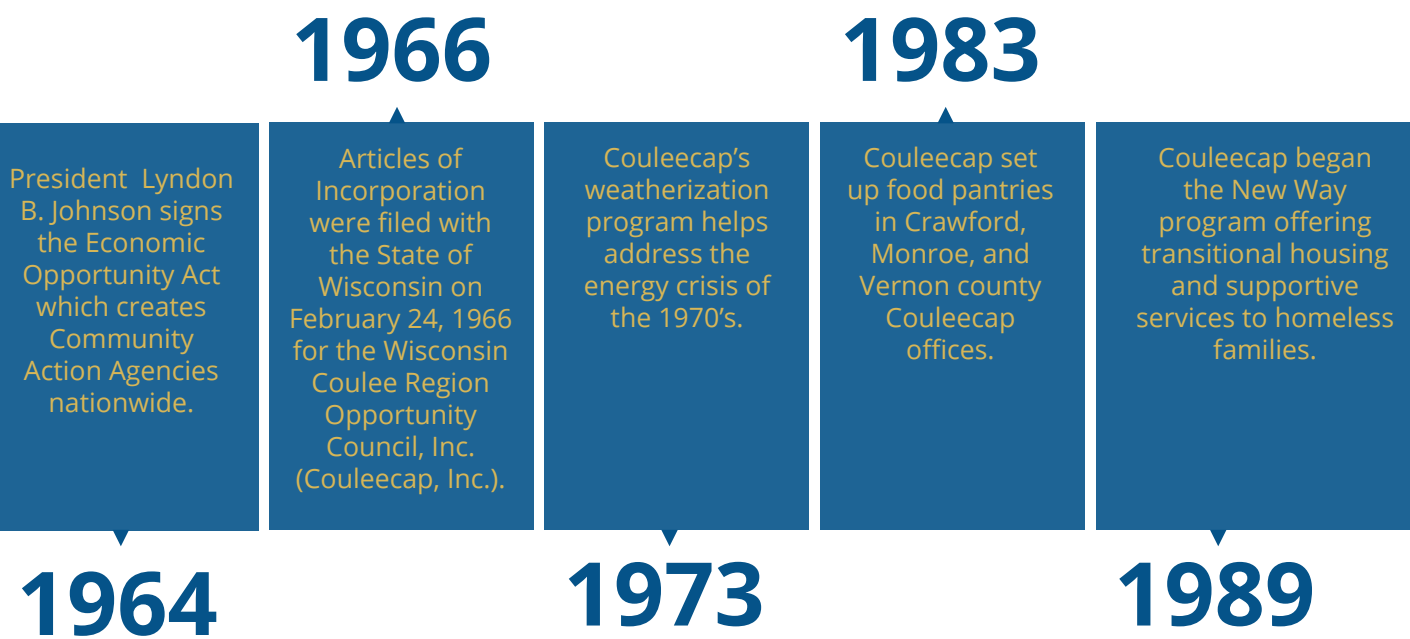 1966
1983
President  Lyndon
B. Johnson signs
the Economic
Opportunity Act
which creates
Community
Action Agencies
nationwide.
Articles of
Incorporation
were filed with
the State of
Wisconsin on
February 24, 1966
for the Wisconsin
Coulee Region
Opportunity
Council, Inc.
(Couleecap, Inc.).
Couleecap’s
weatherization
program helps
address the
energy crisis of
the 1970’s.
Couleecap set
up food pantries
in Crawford,
Monroe, and
Vernon county
Couleecap
offices.
Couleecap began
the New Way
program offering
transitional housing
and supportive
services to homeless
families.
1964
1973
1989